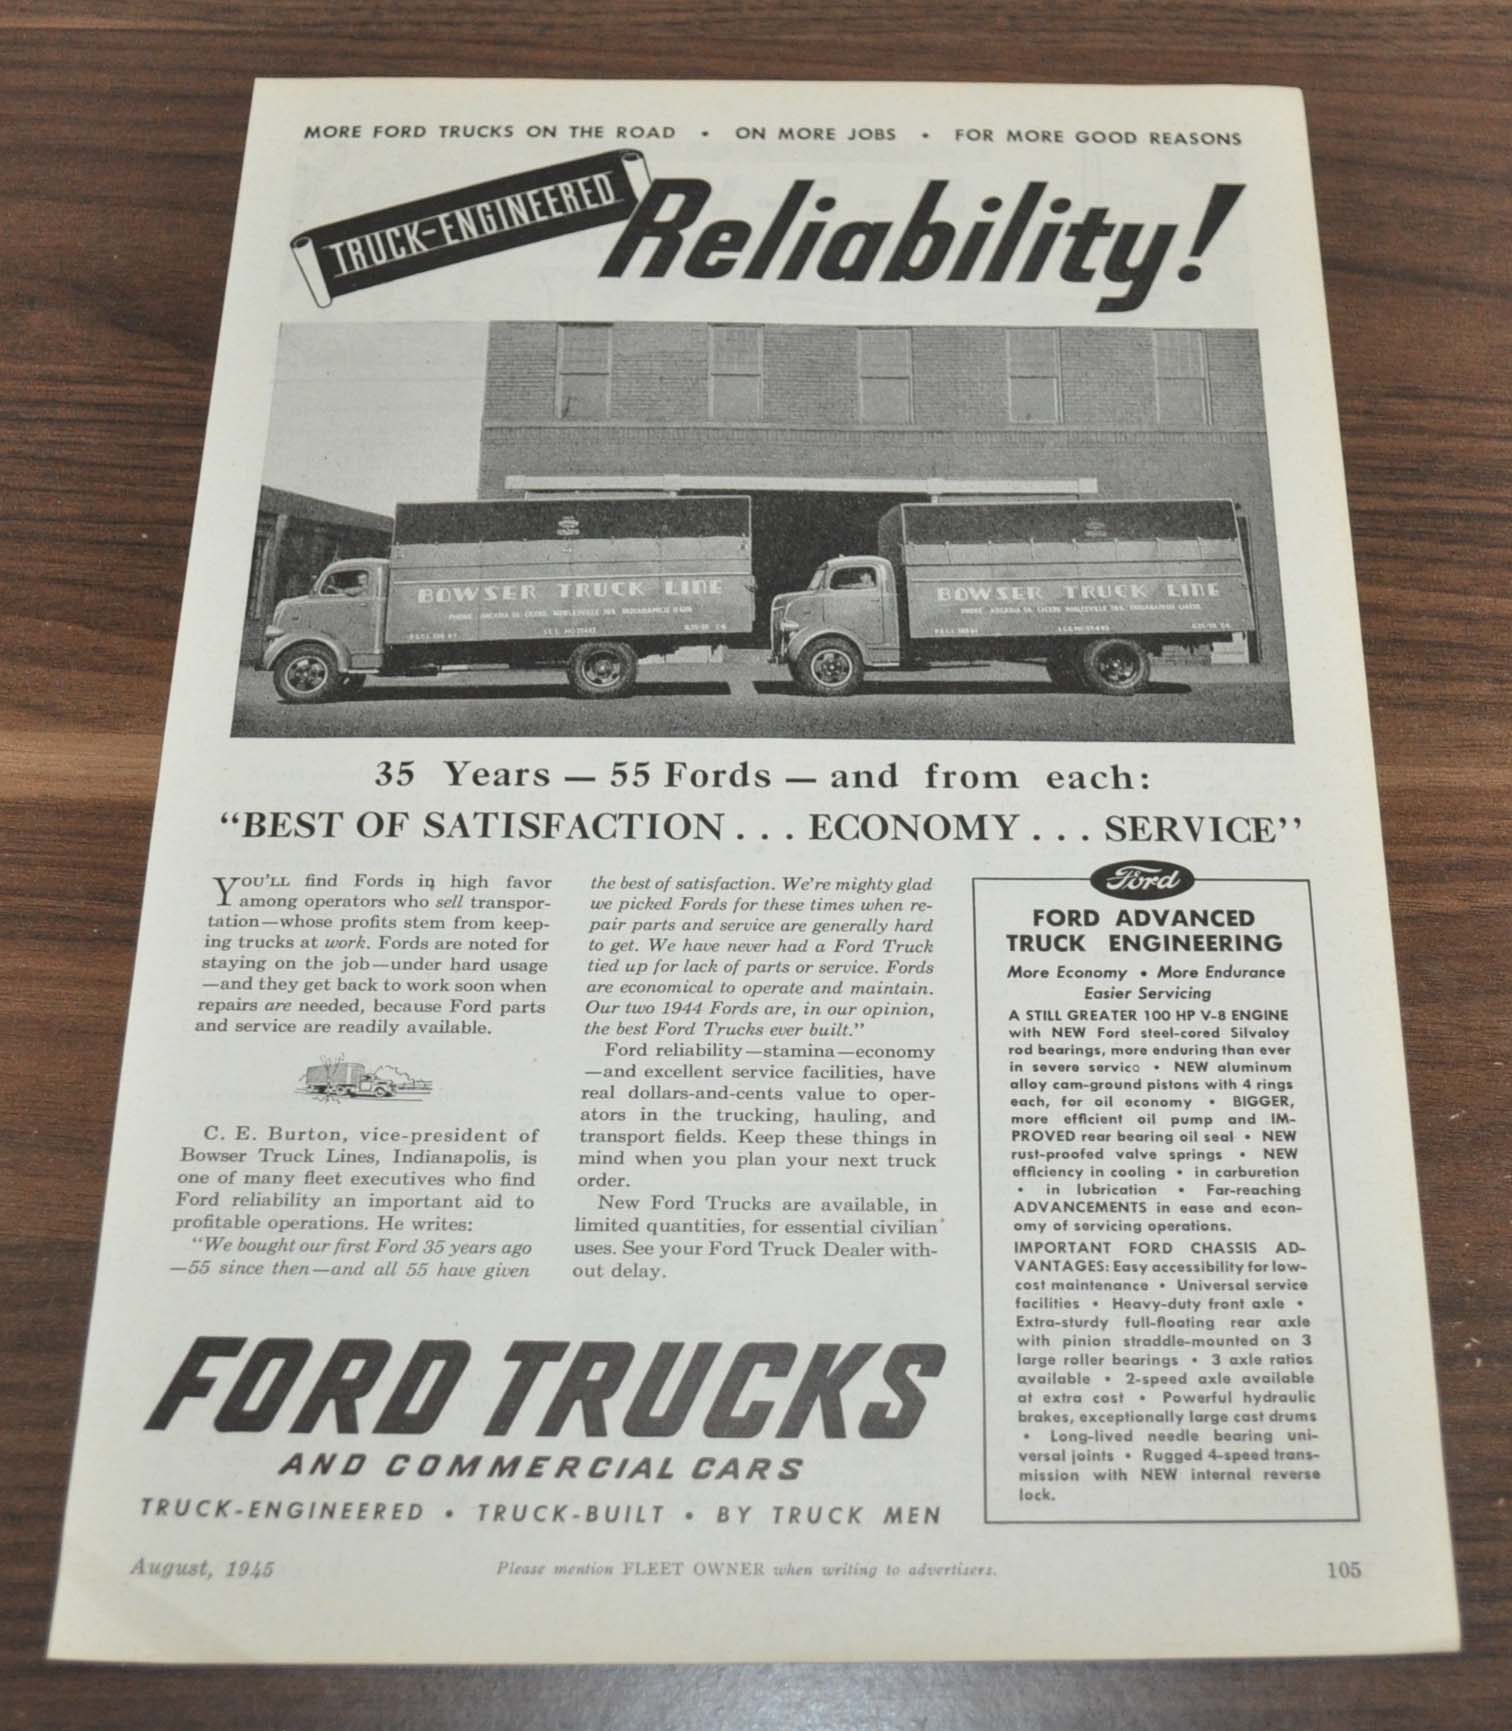 MORE FORD TRUCKS ON THE ROAD • ON MORE JOBS • FOR MORE GOOD REASONS
TRUCK-ENGINEERED
Reliability!
BOWSER TRUCK LINE
BOWSER TRUCK LINE
35 Years — 55 Fords — and from each:
“BEST OF SATISFACTION . . . ECONOMY . . . SERVICE”
YOU'LL find Fords in high favor
among operators who sell transpor-
tation—whose profits stem from keep-
ing trucks at work. Fords are noted for
staying on the job—under hard usage
—and they get back to work soon when
repairs are needed, because Ford parts
and service are readily available.
C. E. Burton, vice-president of
Bowser Truck Lines, Indianapolis, is
one of many fleet executives who find
Ford reliability an important aid to
profitable operations. He writes:
“We bought our first Ford 35 years ago
—55 since then—and all 55 have given
the best of satisfaction. We're mighty glad
we picked Fords for these times when re-
pair parts and service are generally hard
to get. We have never had a Ford Truck
tied up for lack of parts or service. Fords
are economical to operate and maintain.
Our two 1944 Fords are, in our opinion,
the best Ford Trucks ever built.”
Ford reliability—stamina—economy
—and excellent service facilities, have
real dollars-and-cents value to oper-
ators in the trucking, hauling, and
transport fields. Keep these things in
mind when you plan your next truck
order.
New Ford Trucks are available, in
limited quantities, for essential civilian
uses. See your Ford Truck Dealer with-
out delay.
Ford
FORD ADVANCED
TRUCK ENGINEERING
More Economy • More Endurance
Easier Servicing
A STILL GREATER 100 HP V-8 ENGINE
with NEW Ford steel-cored Silvaloy
rod bearings, more enduring than ever
in severe service • NEW aluminum
alloy cam-ground pistons with 4 rings
each, for oil economy • BIGGER,
more efficient oil pump and IM-
PROVED rear bearing oil seal • NEW
rust-proofed valve springs • NEW
efficiency in cooling • in carburetion
• in lubrication • Far-reaching
ADVANCEMENTS in ease and econ-
omy of servicing operations.
IMPORTANT FORD CHASSIS AD-
VANTAGES: Easy accessibility for low-
cost maintenance • Universal service
facilities • Heavy-duty front axle •
Extra-sturdy full-floating rear axle
with pinion straddle-mounted on 3
large roller bearings • 3 axle ratios
available • 2-speed axle available
at extra cost • Powerful hydraulic
brakes, exceptionally large cast drums
• Long-lived needle bearing uni-
versal joints • Rugged 4-speed trans-
mission with NEW internal reverse
lock.
FORD TRUCKS
AND COMMERCIAL CARS
TRUCK-ENGINEERED • TRUCK-BUILT • BY TRUCK MEN
August, 1945
Please mention FLEET OWNER when writing to advertisers.
105